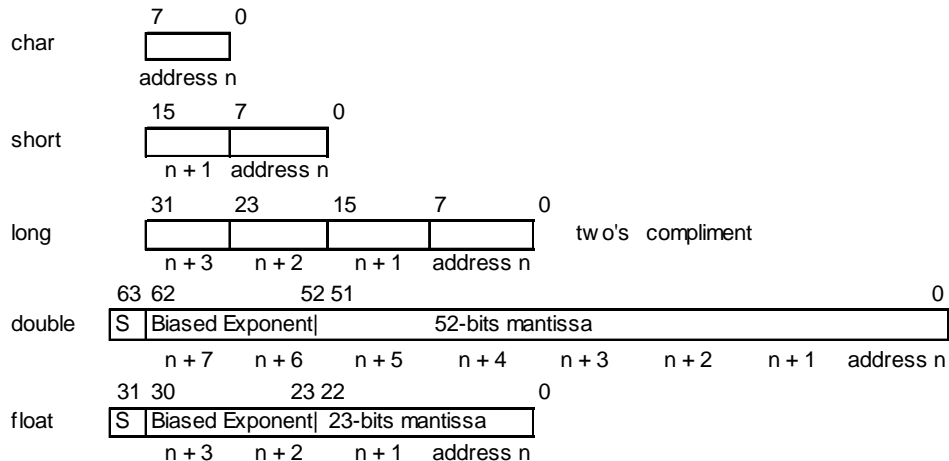 7 0
char
address n
15 7 0
short
n + 1 address n
31 23 15 7 0
long two's compliment
n + 3 n + 2 n + 1 address n
63 62 52 51 0
double S Biased Exponent| 52-bits mantissa
n + 7 n + 6 n + 5 n + 4 n + 3 n + 2 n + 1 address n
31 30 23 22 0
float S Biased Exponent| 23-bits mantissa
n + 3 n + 2 n + 1 address n